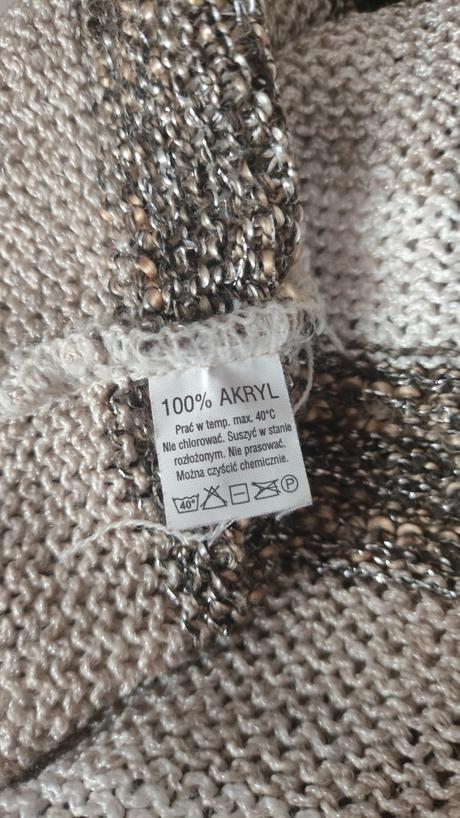 100% AKRYL
Prać w temp. max. 40°C
Nie chlorować. Suszyć w stanie
rozłożonym. Nie prasować.
Można czyścić chemicznie.
40° P